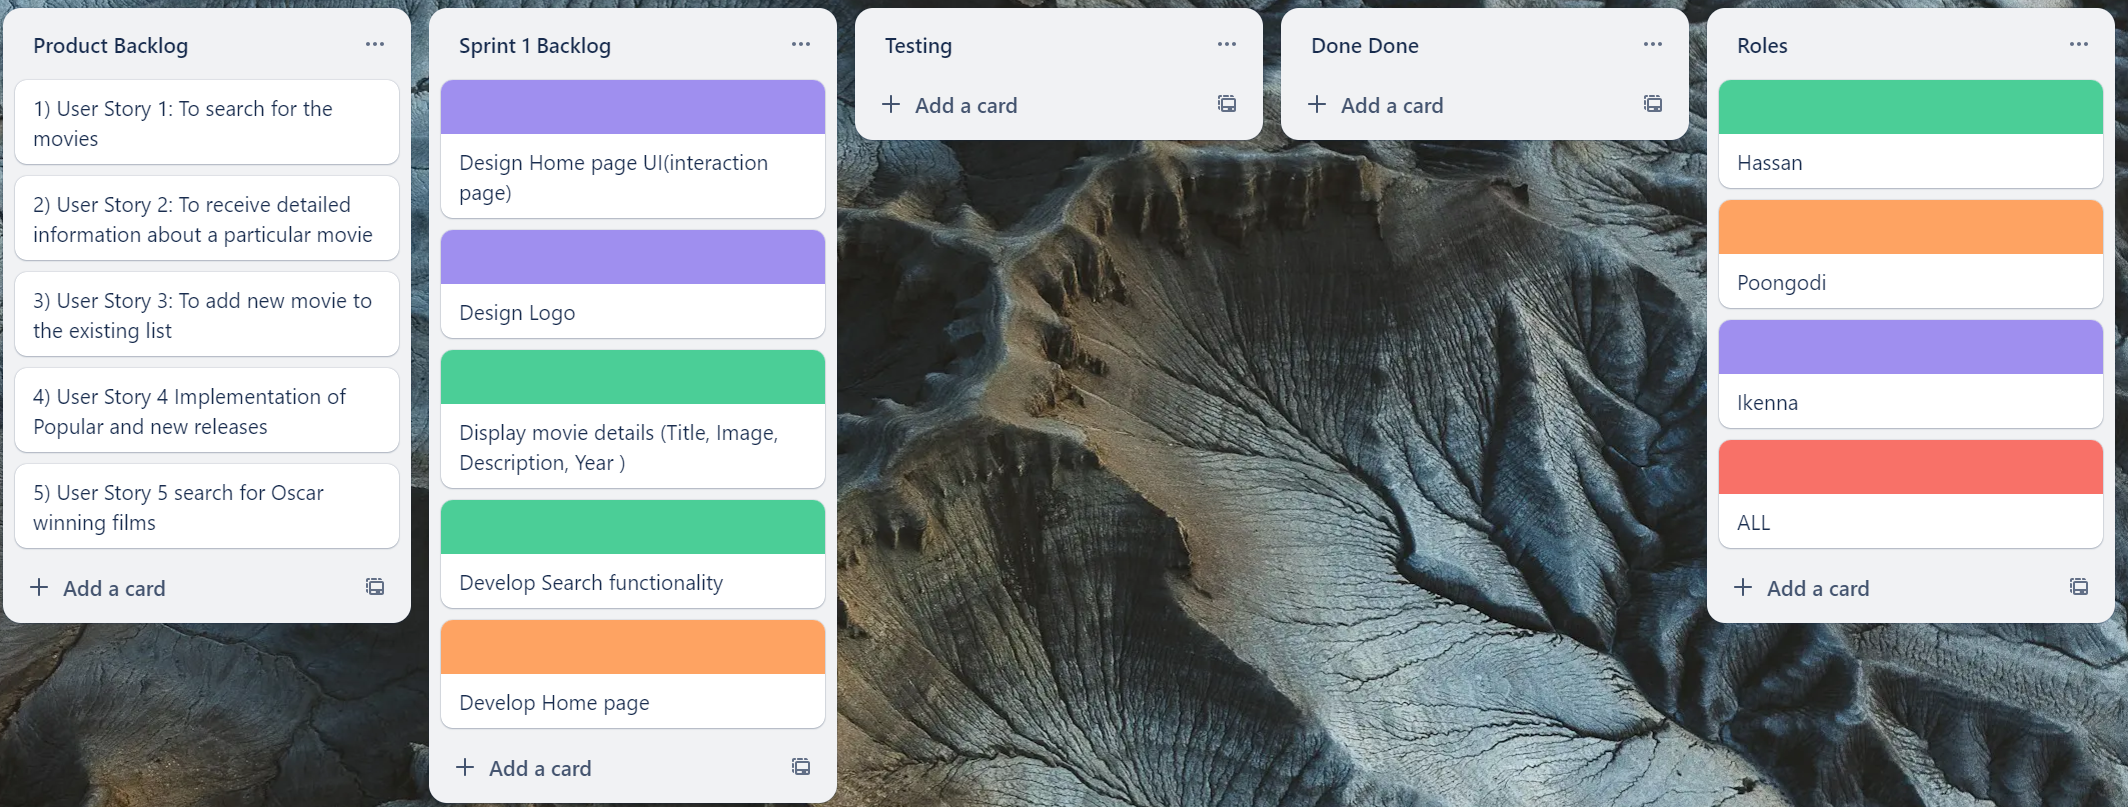 Product Backlog
1) User Story 1: To search for the
movies
2) User Story 2: To receive detailed
information about a particular movie
3) User Story 3: To add new movie to
the existing list
4) User Story 4 Implementation of
Popular and new releases
5) User Story 5 search for Oscar
winning films
Add a card
Sprint 1 Backlog
Design Home page UI(interaction
page)
Design Logo
Display movie details (Title, Image,
Description, Year )
Develop Search functionality
Develop Home page
Add a card
Testing
Add a card
Done Done
Add a card
Roles
Hassan
Poongodi
Ikenna
ALL
Add a card